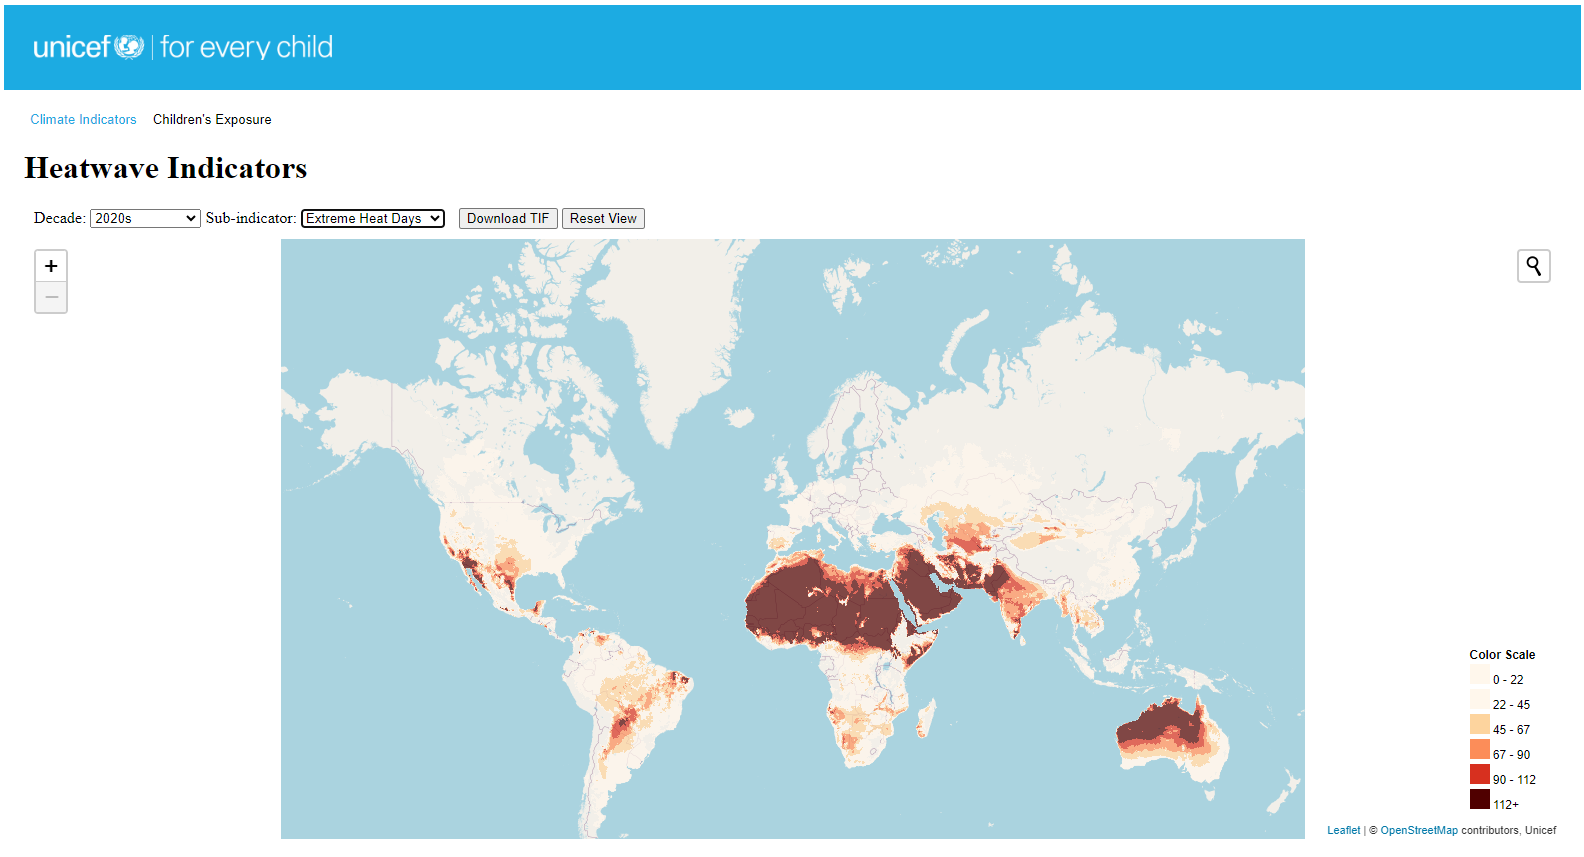 unicef | for every child
Climate Indicators Children's Exposure
Heatwave Indicators
Decade: 2020s Sub-indicator: Extreme Heat Days Download TIF Reset View
+
−
Color Scale
0 - 22
22 - 45
45 - 67
67 - 90
90 - 112
112+
Leaflet | © OpenStreetMap contributors, Unicef